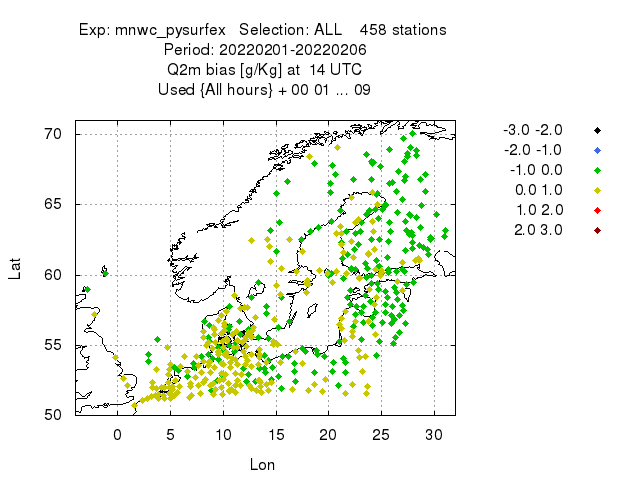 Exp: mnwc_pysurfex Selection: ALL 458 stations
Period: 20220201-20220206
Q2m bias [g/Kg] at 14 UTC
Used {All hours} + 00 01 ... 09
70
65
60
55
50
Lat
0 5 10 15 20 25 30
Lon
-3.0 -2.0
-2.0 -1.0
-1.0 0.0
0.0 1.0
1.0 2.0
2.0 3.0